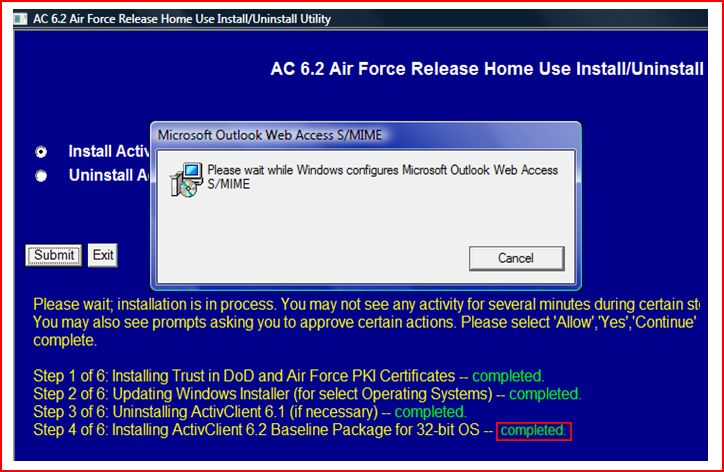 AC 6.2 Air Force Release Home Use Install/Uninstall Utility
AC 6.2 Air Force Release Home Use Install/Uninstall
Microsoft Outlook Web Access S/MIME
Install Activ
Please wait while Windows configures Microsoft Outlook Web Access
S/MIME
Uninstall A
Cancel
Submit
Exit
Please wait; installation is in process. You may not see any activity for several minutes during certain
You may also see prompts asking you to approve certain actions. Please select 'Allow','Yes','Continue'
complete.
Step 1 of 6: Installing Trust in DoD and Air Force PKI Certificates -- completed.
Step 2 of 6: Updating Windows Installer (for select Operating Systems) -- completed.
Step 3 of 6: Uninstalling ActivClient 6.1 (if necessary) -- completed.
Step 4 of 6: Installing ActivClient 6.2 Baseline Package for 32-bit OS -- completed.